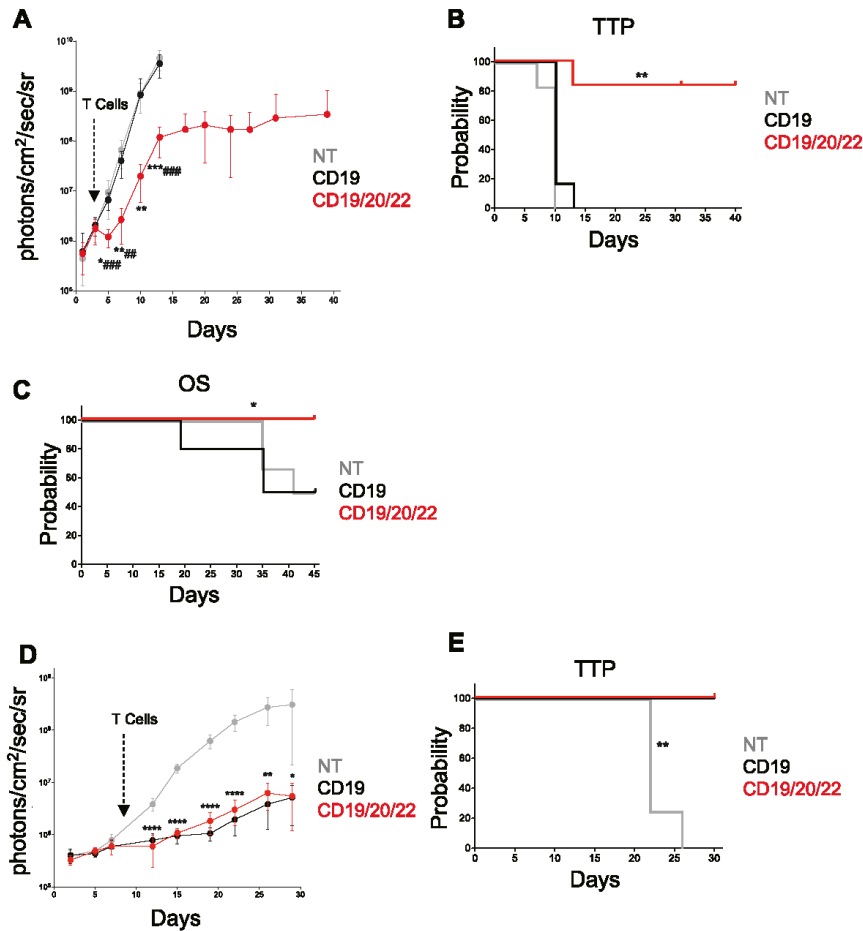 A
photons/cm²/sec/sr
10¹⁰
10⁹
10⁸
10⁷
10⁶
10⁵
T Cells
*###
**##
**
***###
NT
CD19
CD19/20/22
0 5 10 15 20 25 30 35 40
Days
B
TTP
Probability
100
80
60
40
20
0
**
NT
CD19
CD19/20/22
0 10 20 30 40
Days
C
OS
Probability
100
80
60
40
20
0
*
NT
CD19
CD19/20/22
0 5 10 15 20 25 30 35 40 45
Days
D
photons/cm²/sec/sr
T Cells
10⁶
10⁵
**** **** **** **** ** *
NT
CD19
CD19/20/22
0 5 10 15 20 25 30
Days
E
TTP
Probability
100
80
60
40
20
0
**
NT
CD19
CD19/20/22
0 5 10 15 20 25 30
Days